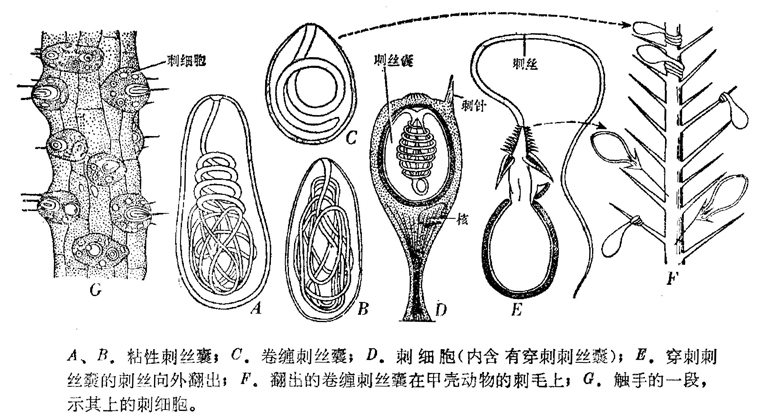 刺细胞
刺丝囊
刺针
核
刺丝
A
B
C
D
E
F
G
A、B．粘性刺丝囊；C．卷缠刺丝囊；D．刺细胞（内含有穿刺刺丝囊）；E．穿刺刺
丝囊的刺丝向外翻出；F．翻出的卷缠刺丝囊在甲壳动物的刺毛上；G．触手的一段，
示其上的刺细胞。